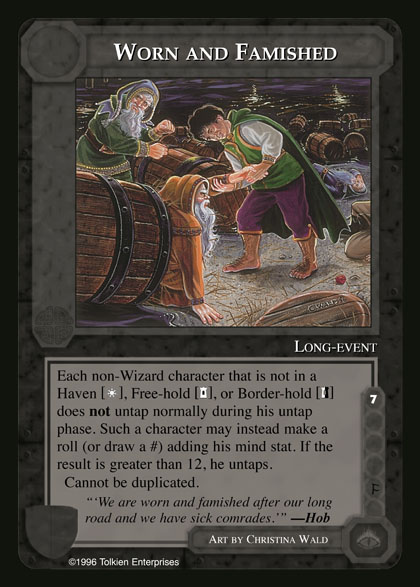 WORN AND FAMISHED
C. WALD
LONG-EVENT
Each non-Wizard character that is not in a
Haven [ ], Free-hold [ ], or Border-hold [ ]
does not untap normally during his untap
phase. Such a character may instead make a
roll (or draw a #) adding his mind stat. If the
result is greater than 12, he untaps.
Cannot be duplicated.
7
“‘We are worn and famished after our long
road and we have sick comrades.’” —Hob
ART BY CHRISTINA WALD
©1996 Tolkien Enterprises